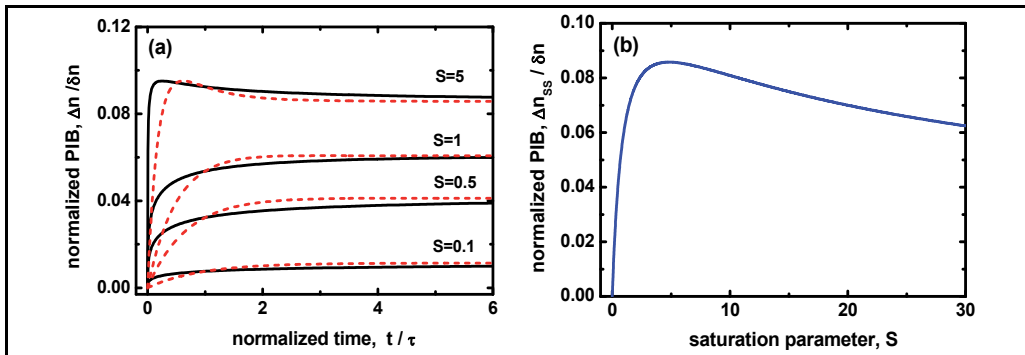 (a)
normalized PIB, Δn/δn
0.12
0.08
0.04
0.00
S=5
S=1
S=0.5
S=0.1
0 2 4 6
normalized time, t / τ
(b)
normalized PIB, Δn_ss / δn
0.10
0.08
0.06
0.04
0.02
0.00
0 10 20 30
saturation parameter, S